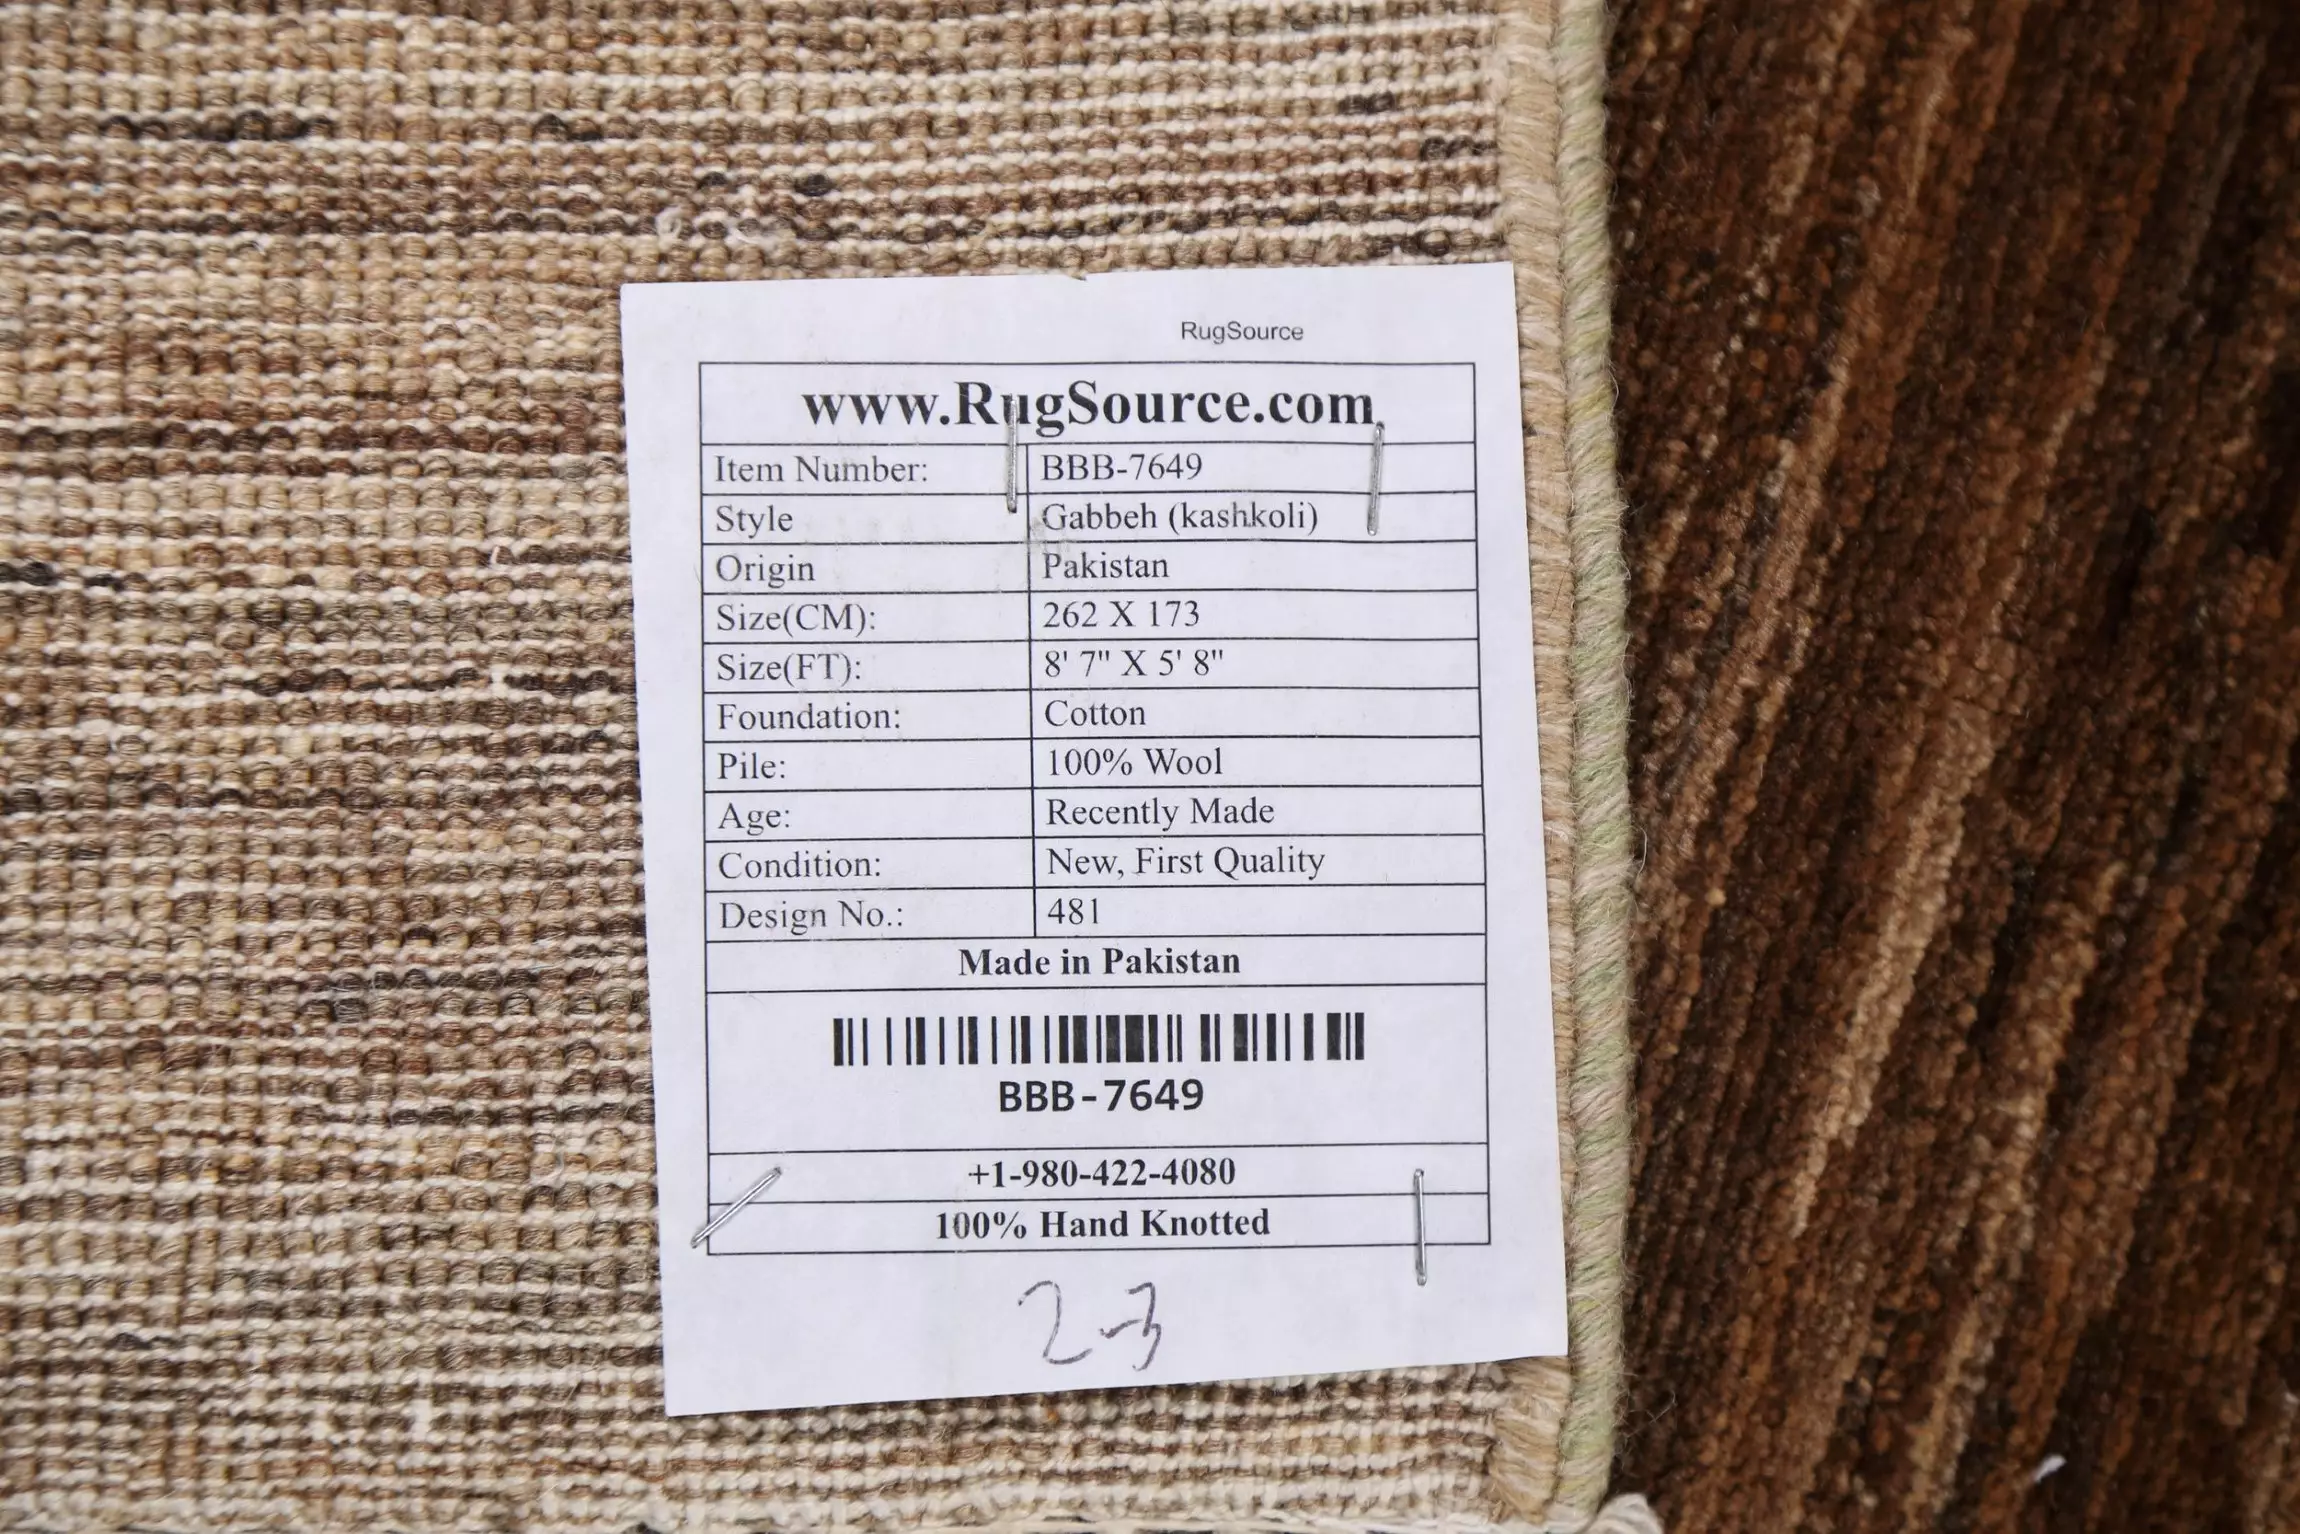 RugSource
www.RugSource.com
Item Number: BBB-7649
Style Gabbeh (kashkoli)
Origin Pakistan
Size(CM): 262 X 173
Size(FT): 8' 7" X 5' 8"
Foundation: Cotton
Pile: 100% Wool
Age: Recently Made
Condition: New, First Quality
Design No.: 481
Made in Pakistan
BBB-7649
+1-980-422-4080
100% Hand Knotted
2-3